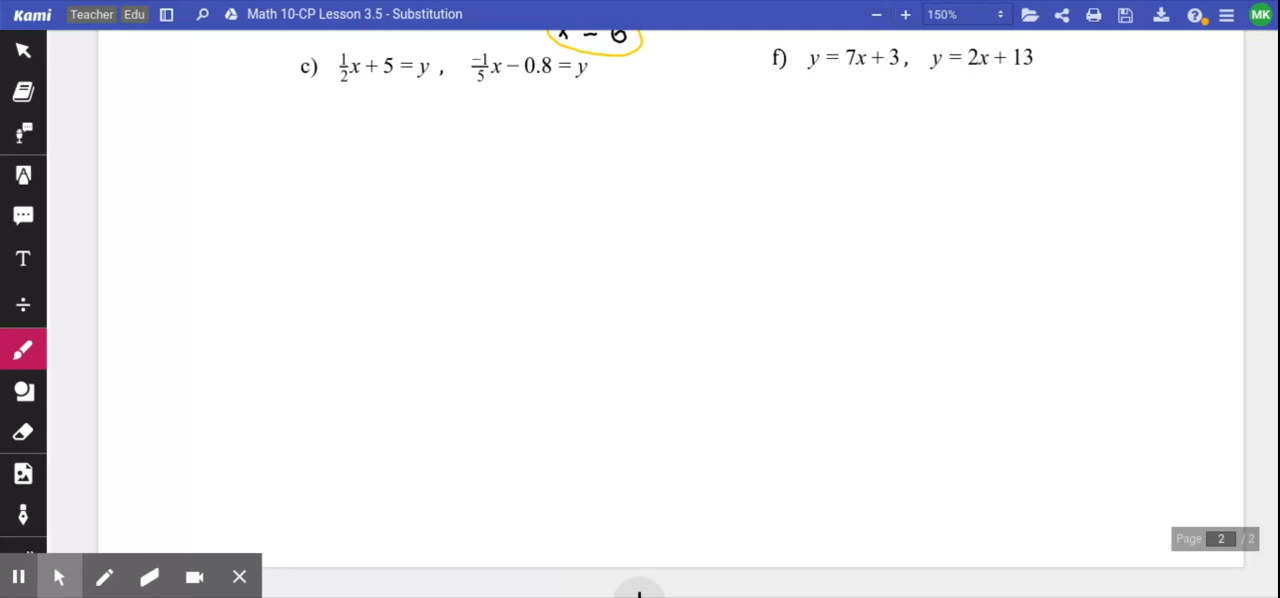 Kami Teacher Edu Math 10-CP Lesson 3.5 - Substitution 150% MK
x = 6
c) ½x + 5 = y , -1/5x − 0.8 = y
f) y = 7x + 3 , y = 2x + 13
T
Page 2 / 2